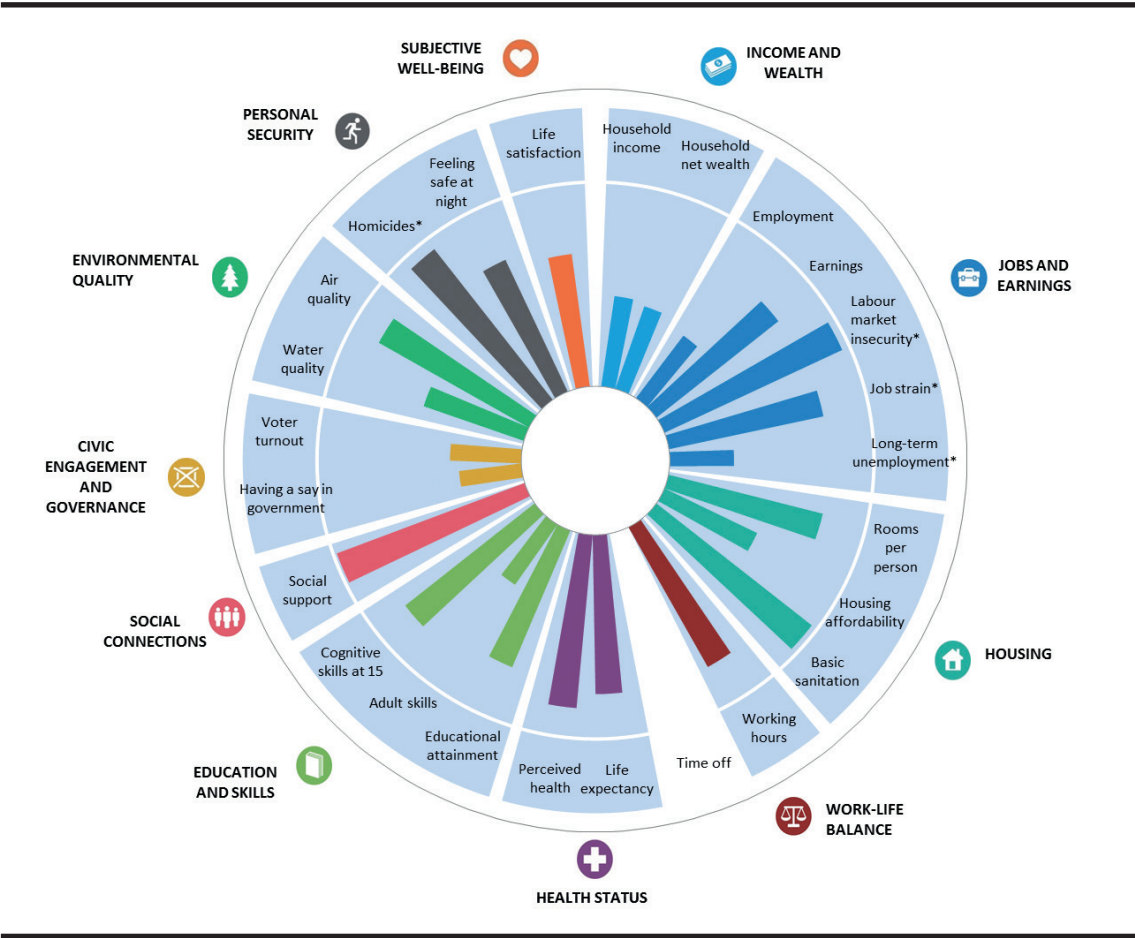 SUBJECTIVE
WELL-BEING
INCOME AND
WEALTH
PERSONAL
SECURITY
Life
satisfaction
Household
income
Household
net wealth
Feeling
safe at
night
Homicides*
Employment
ENVIRONMENTAL
QUALITY
Air
quality
Earnings
JOBS AND
EARNINGS
Labour
market
insecurity*
Water
quality
Job strain*
Voter
turnout
Long-term
unemployment*
CIVIC
ENGAGEMENT
AND
GOVERNANCE
Having a say in
government
Rooms
per
person
Social
support
Housing
affordability
SOCIAL
CONNECTIONS
HOUSING
Cognitive
skills at 15
Basic
sanitation
Adult skills
Educational
attainment
Working
hours
Perceived
health
Life
expectancy
Time off
EDUCATION
AND SKILLS
WORK-LIFE
BALANCE
HEALTH STATUS